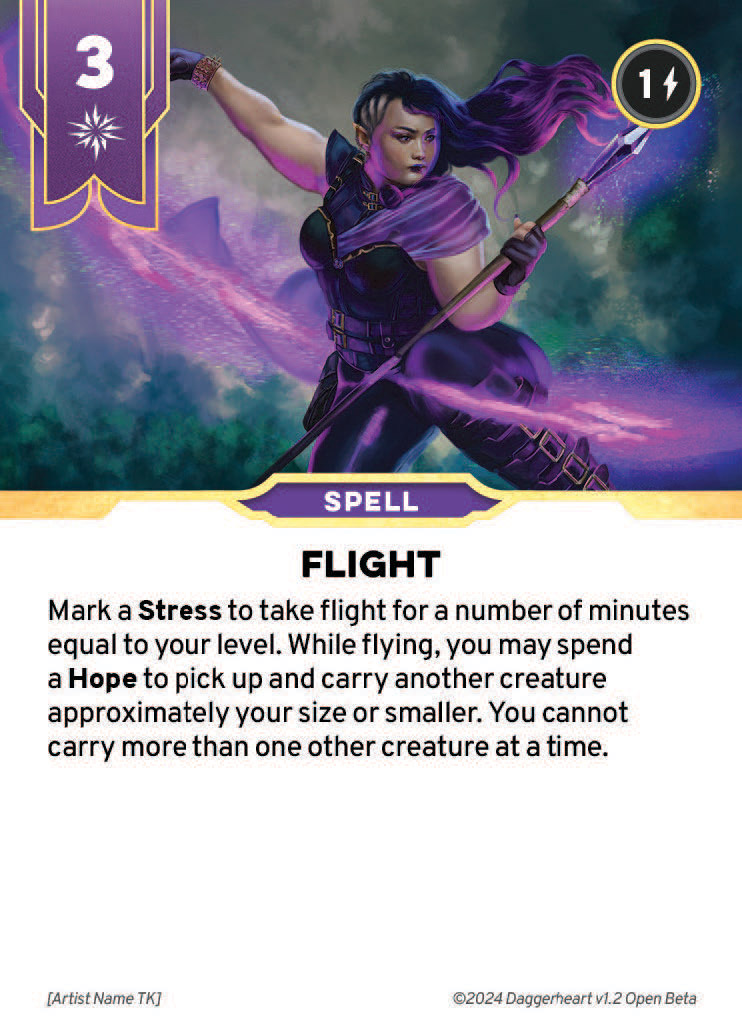 3
1
SPELL
FLIGHT
Mark a Stress to take flight for a number of minutes
equal to your level. While flying, you may spend
a Hope to pick up and carry another creature
approximately your size or smaller. You cannot
carry more than one other creature at a time.
[Artist Name TK]
©2024 Daggerheart v1.2 Open Beta